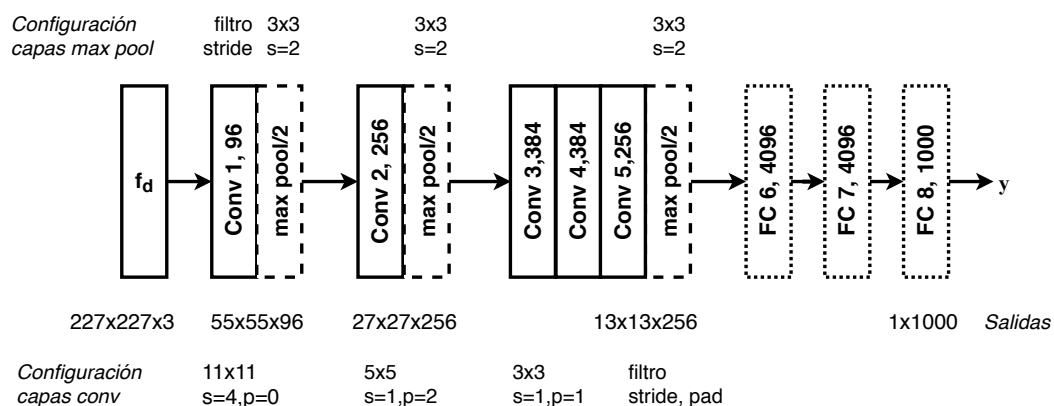 Configuración filtro 3x3 3x3 3x3
capas max pool stride s=2 s=2 s=2
f_d
Conv 1, 96
max pool/2
Conv 2, 256
max pool/2
Conv 3,384
Conv 4,384
Conv 5,256
max pool/2
FC 6, 4096
FC 7, 4096
FC 8, 1000
y
227x227x3 55x55x96 27x27x256 13x13x256 1x1000 Salidas
Configuración 11x11 5x5 3x3 filtro
capas conv s=4,p=0 s=1,p=2 s=1,p=1 stride, pad